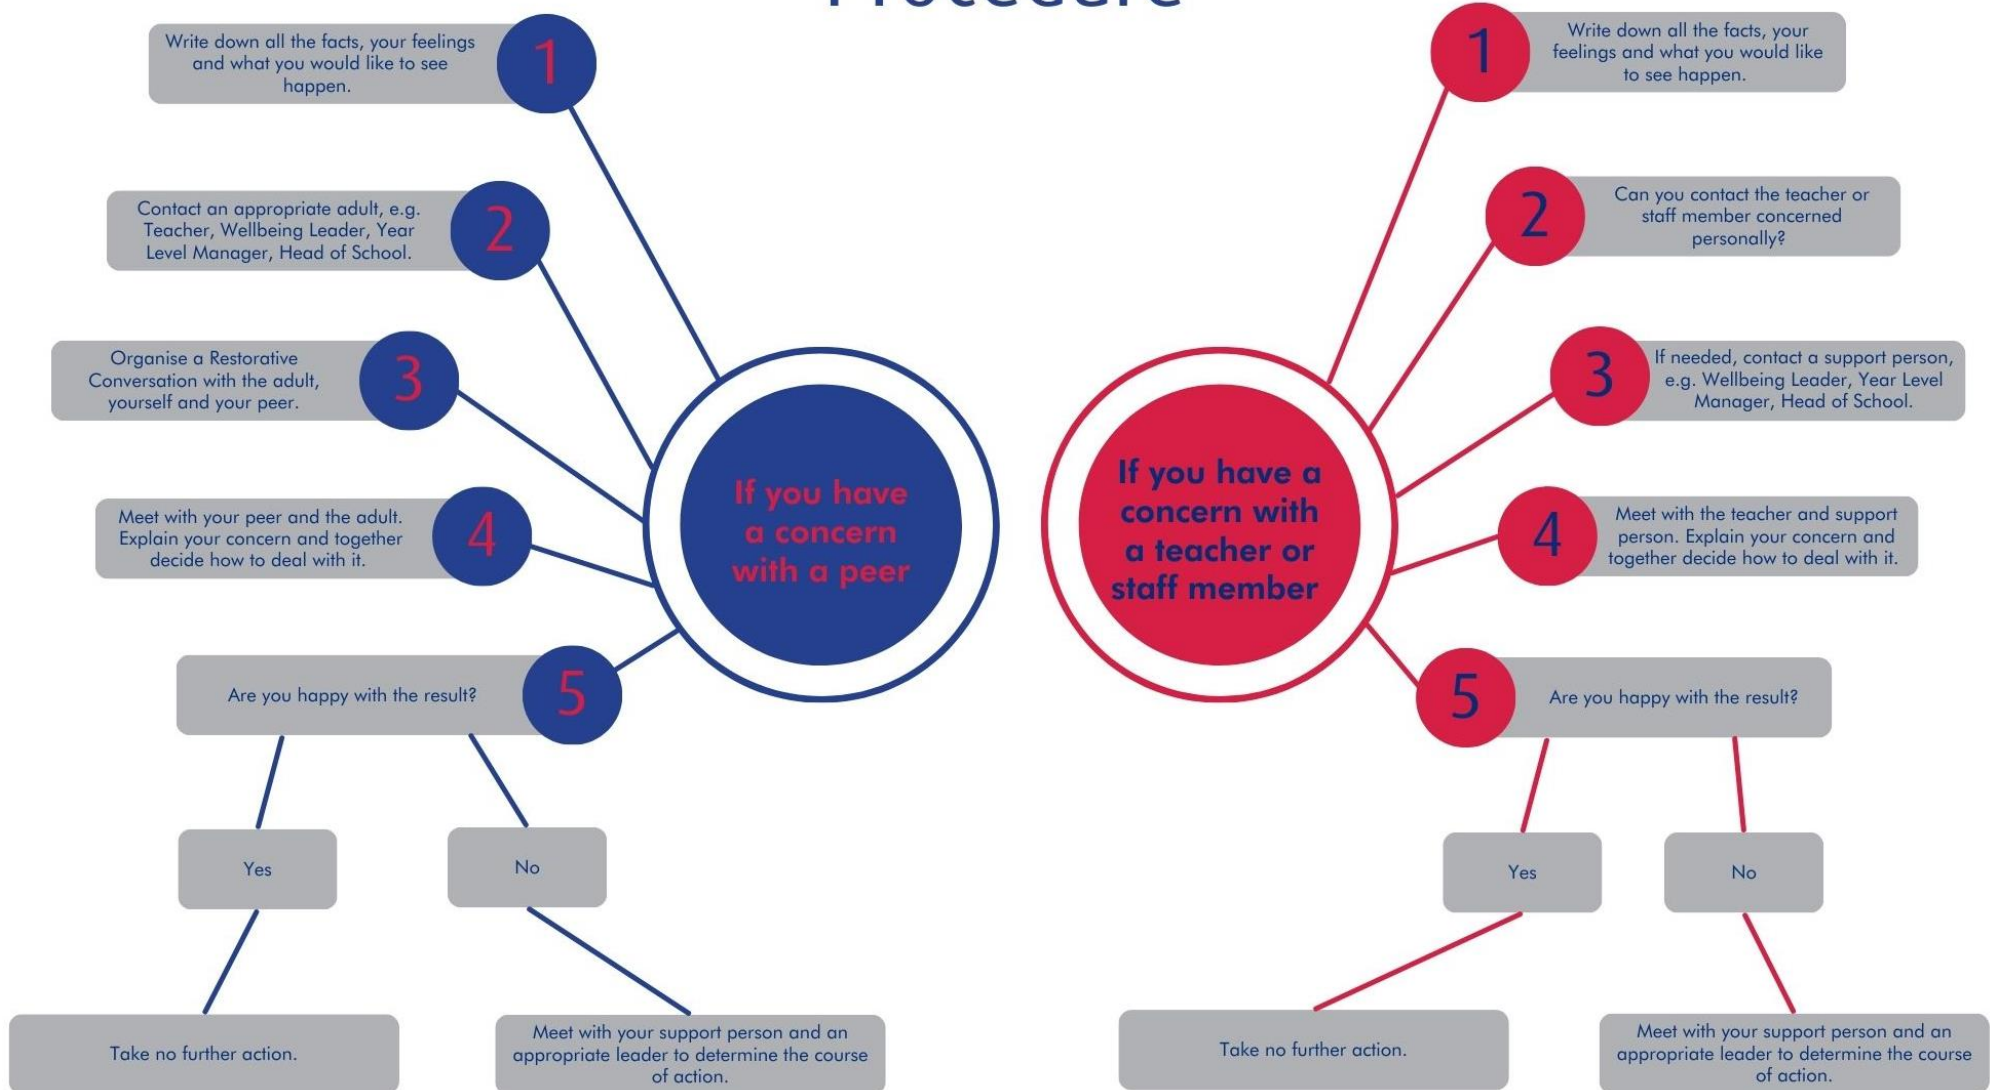 Procedure
1
Write down all the facts, your feelings
and what you would like to see
happen.
2
Contact an appropriate adult, e.g.
Teacher, Wellbeing Leader, Year
Level Manager, Head of School.
3
Organise a Restorative
Conversation with the adult,
yourself and your peer.
4
Meet with your peer and the adult.
Explain your concern and together
decide how to deal with it.
If you have
a concern
with a peer
5
Are you happy with the result?
Yes
No
Take no further action.
Meet with your support person and an
appropriate leader to determine the course
of action.
1
Write down all the facts, your
feelings and what you would like
to see happen.
2
Can you contact the teacher or
staff member concerned
personally?
3
If needed, contact a support person,
e.g. Wellbeing Leader, Year Level
Manager, Head of School.
If you have a
concern with
a teacher or
staff member
4
Meet with the teacher and support
person. Explain your concern and
together decide how to deal with it.
5
Are you happy with the result?
Yes
No
Take no further action.
Meet with your support person and an
appropriate leader to determine the course
of action.